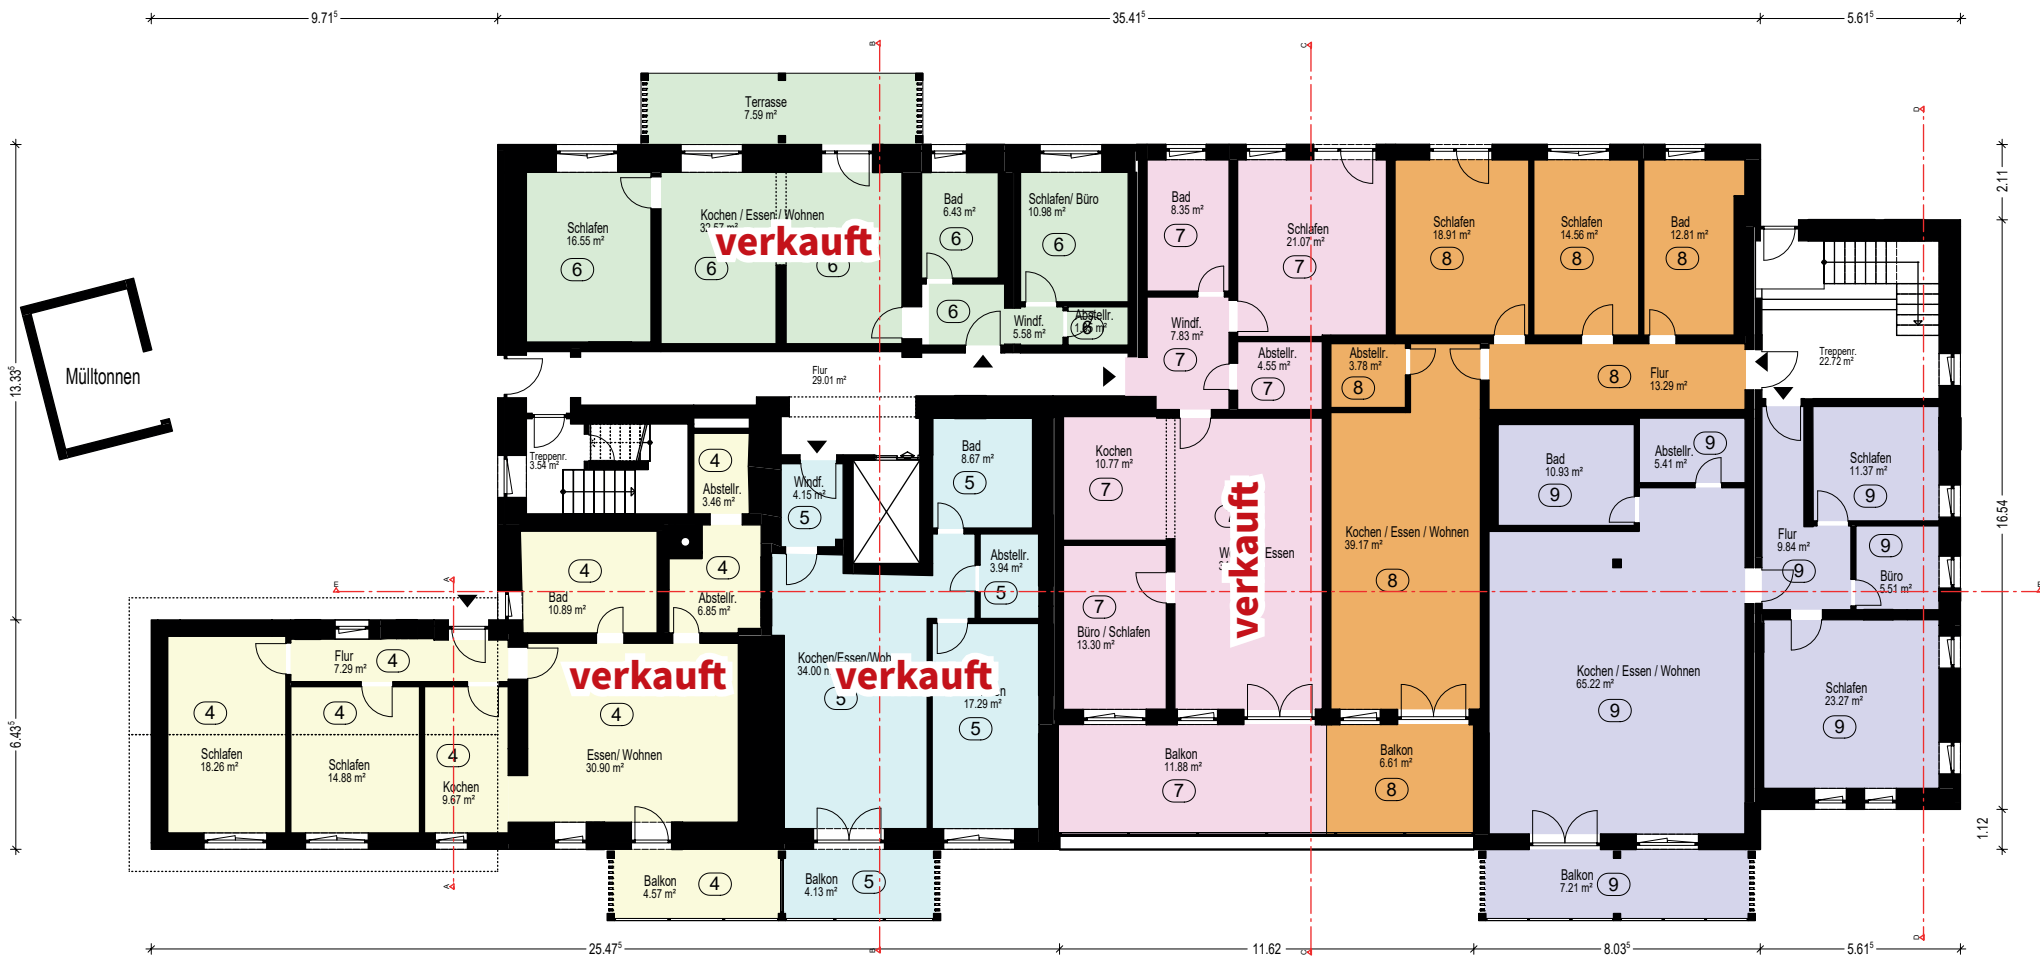 9.71⁵
35.41⁵
5.61⁵
B
C
D
Terrasse
7.59 m²
2.11
Schlafen
16.55 m²
6
Kochen / Essen / Wohnen
6
6
verkauft
Bad
6.43 m²
6
Schlafen/ Büro
10.98 m²
6
6
Windf.
5.58 m²
Abstellr.
6
Bad
8.35 m²
7
Schlafen
21.07 m²
7
Windf.
7.83 m²
7
Abstellr.
4.55 m²
7
Schlafen
18.91 m²
8
Schlafen
14.56 m²
8
Bad
12.81 m²
8
Abstellr.
3.78 m²
8
8
Flur
13.29 m²
Treppenr.
22.72 m²
13.33⁵
Mülltonnen
Flur
29.01 m²
Treppenr.
3.54 m²
4
Abstellr.
3.46 m²
Windf.
4.15 m²
5
Bad
8.67 m²
5
Abstellr.
3.94 m²
5
Kochen
10.77 m²
7
Essen
verkauft
7
Büro / Schlafen
13.30 m²
Kochen / Essen / Wohnen
39.17 m²
8
Bad
10.93 m²
9
Abstellr.
5.41 m²
9
Schlafen
11.37 m²
9
Flur
9.84 m²
9
9
Büro
5.51 m²
16.54
E
A
E
4
Bad
10.89 m²
4
Abstellr.
6.85 m²
Flur
7.29 m²
4
verkauft
4
Essen/ Wohnen
30.90 m²
Kochen/Essen/Woh
34.00
verkauft
5
17.29 m²
5
Kochen / Essen / Wohnen
65.22 m²
9
Schlafen
23.27 m²
9
6.43⁵
4
Schlafen
18.26 m²
4
Schlafen
14.88 m²
4
Kochen
9.67 m²
Balkon
11.88 m²
7
Balkon
6.61 m²
8
1.12
A
Balkon
4.57 m²
4
Balkon
4.13 m²
5
Balkon
7.21 m²
9
B
C
D
25.47⁵
11.62
8.03⁵
5.61⁵